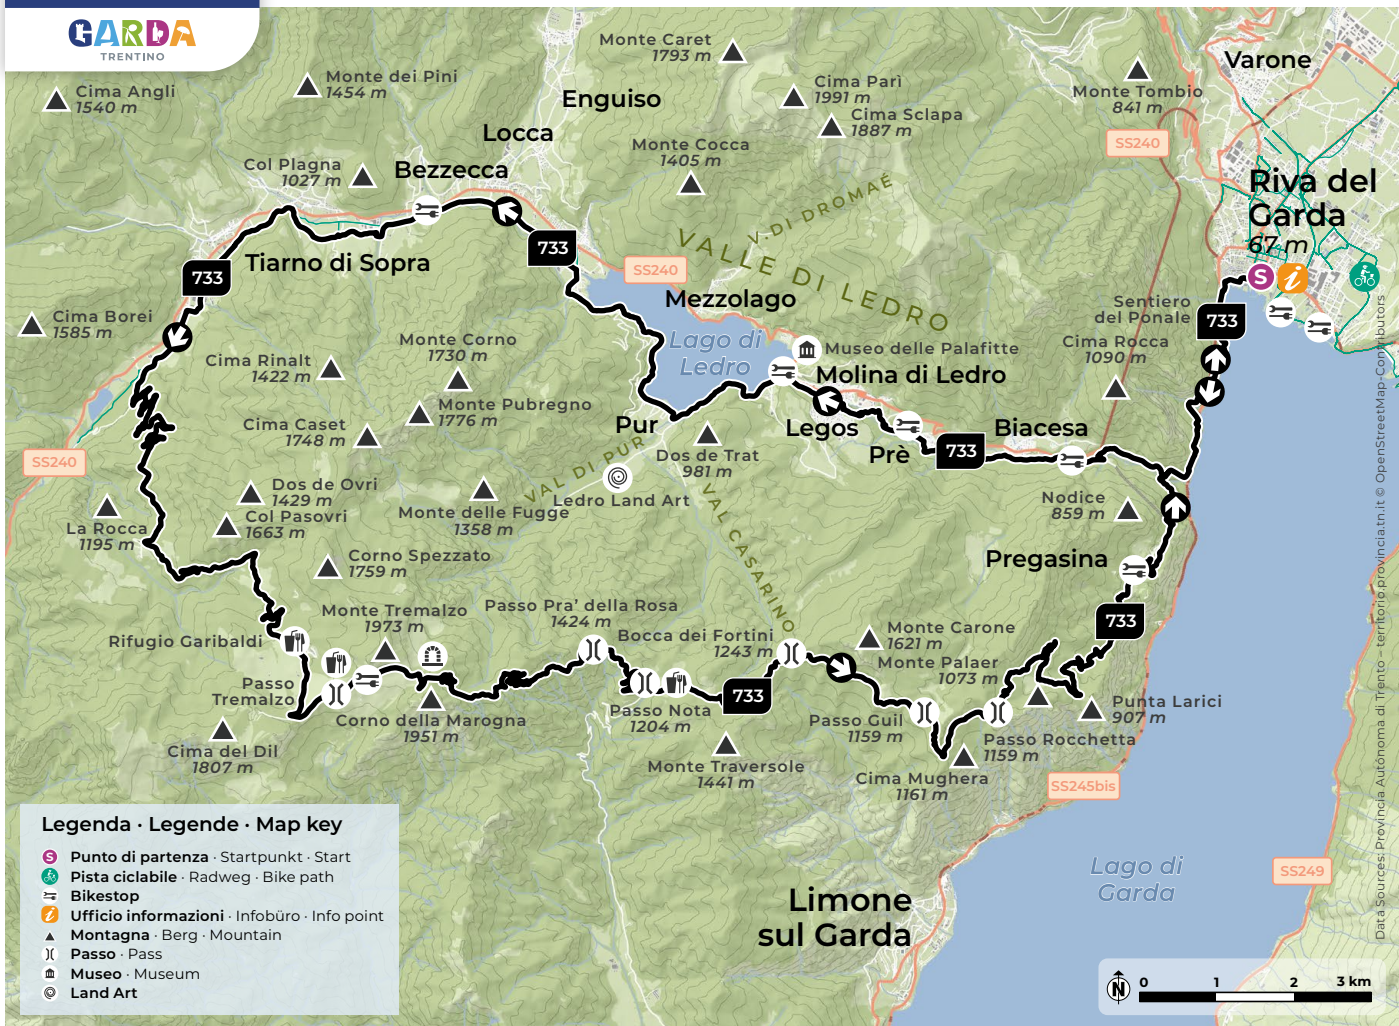 GARDA
TRENTINO
Cima Angli
1540 m
Monte dei Pini
1454 m
Monte Caret
1793 m
Enguiso
Cima Parì
1991 m
Cima Sclapa
1887 m
Varone
Monte Tombio
841 m
SS240
Locca
Monte Cocca
1405 m
Col Plagna
1027 m
Bezzecca
V. DI DROMAÉ
VALLE DI LEDRO
Riva del
Garda
67 m
S
i
733
Tiarno di Sopra
733
SS240
Mezzolago
Sentiero
del Ponale
733
Cima Borei
1585 m
Cima Rinalt
1422 m
Monte Corno
1730 m
Lago di
Ledro
Museo delle Palafitte
Cima Rocca
1090 m
Molina di Ledro
Monte Pubregno
1776 m
Cima Caset
1748 m
Pur
Legos
Biacesa
Prè
733
SS240
VAL DI PUR
Dos de Trat
981 m
Dos de Ovri
1429 m
Col Pasovri
1663 m
Ledro Land Art
Monte delle Fugge
1358 m
VAL CASARINO
Nodice
859 m
La Rocca
1195 m
Corno Spezzato
1759 m
Pregasina
Monte Tremalzo
1973 m
Passo Pra' della Rosa
1424 m
Bocca dei Fortini
1243 m
Monte Carone
1621 m
733
Rifugio Garibaldi
Monte Palaer
1073 m
Passo
Tremalzo
733
Punta Larici
907 m
Corno della Marogna
1951 m
Passo Nota
1204 m
Passo Guil
1159 m
Passo Rocchetta
1159 m
Cima del Dil
1807 m
Monte Traversole
1441 m
Cima Mughera
1161 m
SS245bis
Lago di
Garda
SS249
Limone
sul Garda
Legenda · Legende · Map key
S Punto di partenza · Startpunkt · Start
Pista ciclabile · Radweg · Bike path
Bikestop
i Ufficio informazioni · Infobüro · Info point
Montagna · Berg · Mountain
Passo · Pass
Museo · Museum
Land Art
N
0 1 2 3 km
Data Sources: Provincia Autonoma di Trento – territorio.provincia.tn.it © OpenStreetMap-Contributors